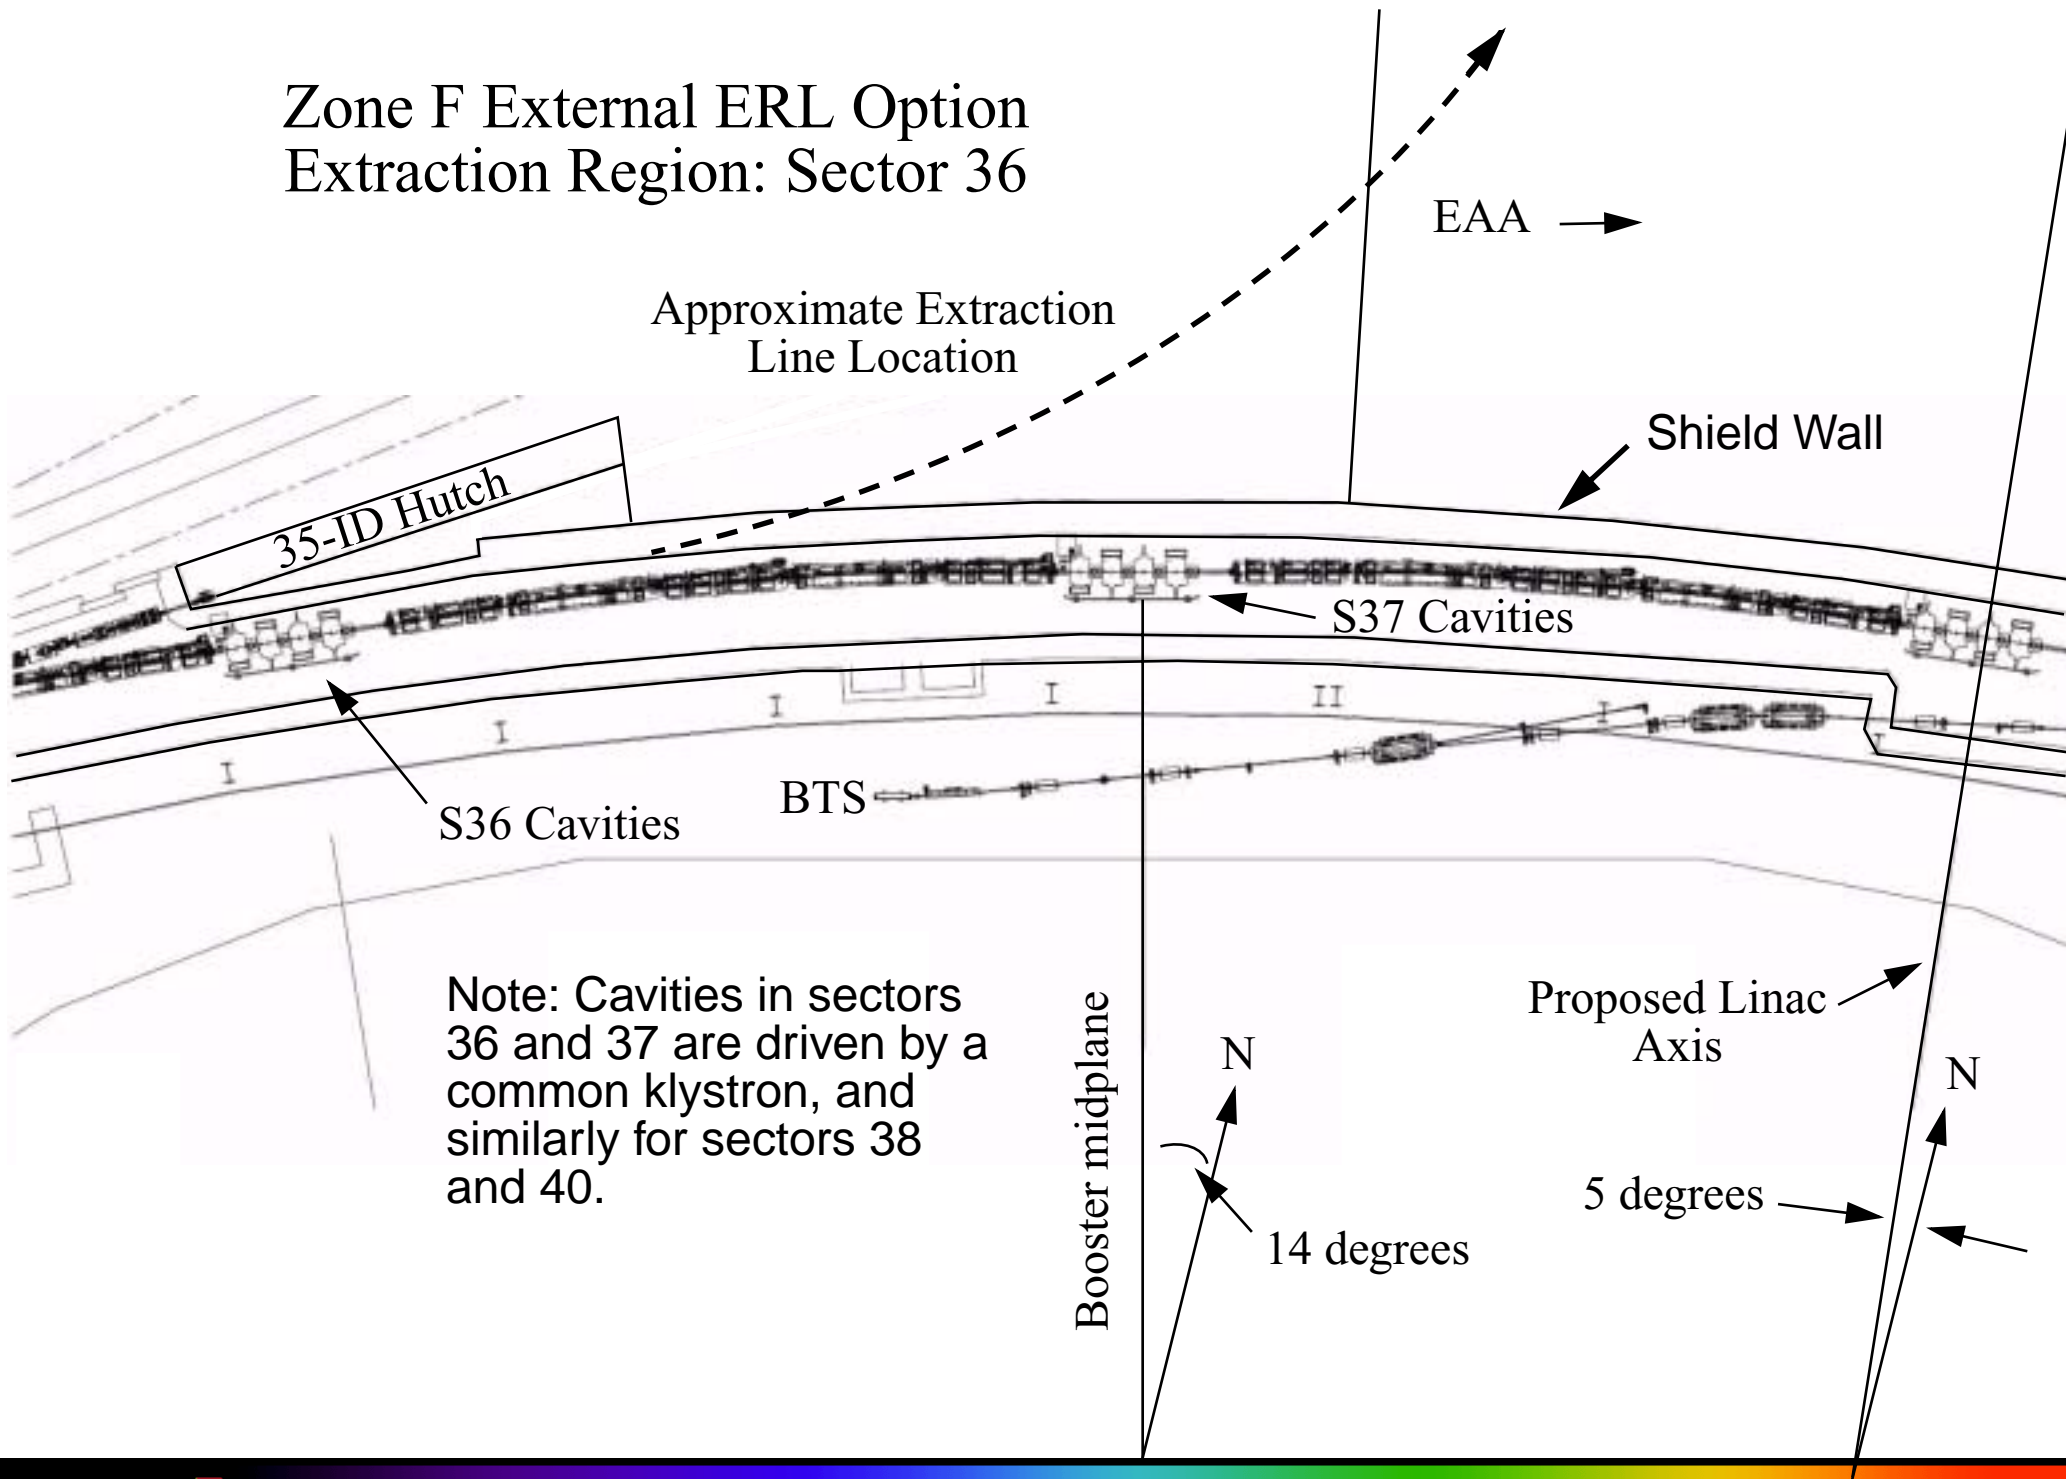 Zone F External ERL Option
Extraction Region: Sector 36
EAA
Approximate Extraction
Line Location
Shield Wall
35-ID Hutch
S37 Cavities
I
I
I
I
II
I
I
BTS
S36 Cavities
Note: Cavities in sectors
36 and 37 are driven by a
common klystron, and
similarly for sectors 38
and 40.
Booster midplane
N
14 degrees
Proposed Linac
Axis
N
5 degrees